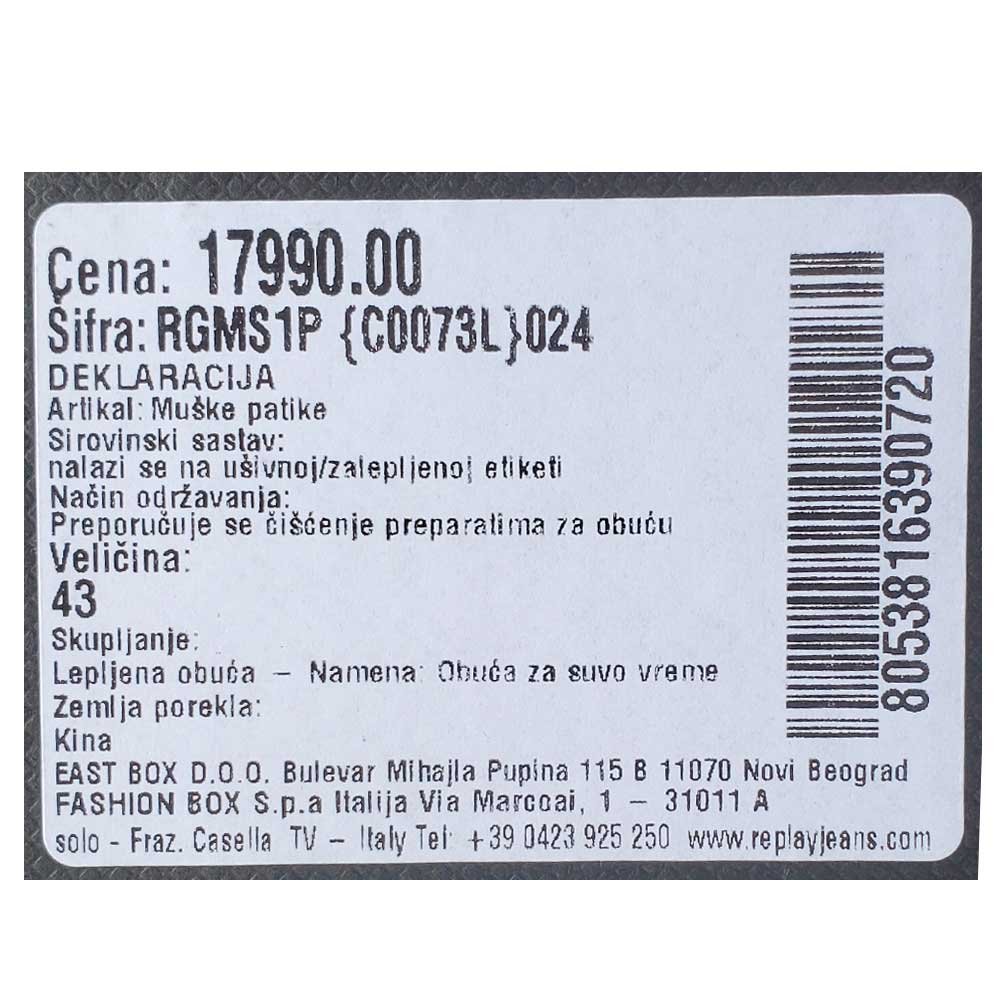 Cena: 17990.00
Šifra: RGMS1P {C0073L}024
DEKLARACIJA
Artikal: Muške patike
Sirovinski sastav:
nalazi se na ušivnoj/zalepljenoj etiketi
Način održavanja:
Preporučuje se čišćenje preparatima za obuću
Veličina:
43
Skupljanje:
Lepljena obuća – Namena: Obuća za suvo vreme
Zemlja porekla:
Kina
EAST BOX D.O.O. Bulevar Mihajla Pupina 115 B 11070 Novi Beograd
FASHION BOX S.p.a Italija Via Marcoai, 1 – 31011 A
solo - Fraz. Casella TV – Italy Tel: +39 0423 925 250 www.replayjeans.com
8053816390720